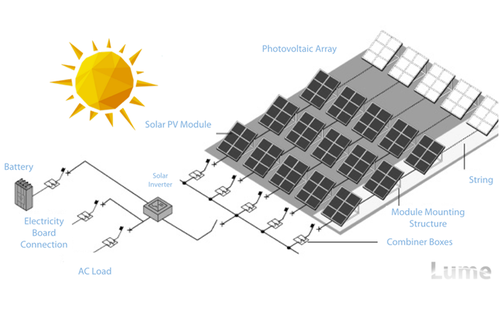 Photovoltaic Array
Solar PV Module
Battery
Solar
Inverter
String
Electricity
Board
Connection
Module Mounting
Structure
Combiner Boxes
AC Load
Lume